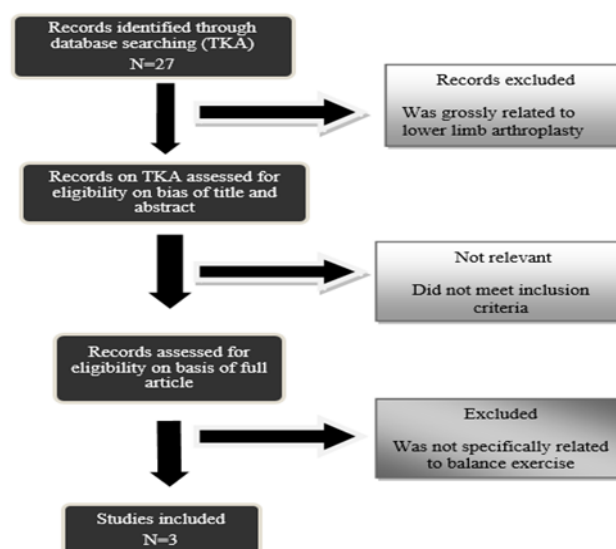 Records identified through
database searching (TKA)
N=27
Records excluded
Was grossly related to
lower limb arthroplasty
Records on TKA assessed for
eligibility on bias of title and
abstract
Not relevant
Did not meet inclusion
criteria
Records assessed for
eligibility on basis of full
article
Excluded
Was not specifically related
to balance exercise
Studies included
N=3